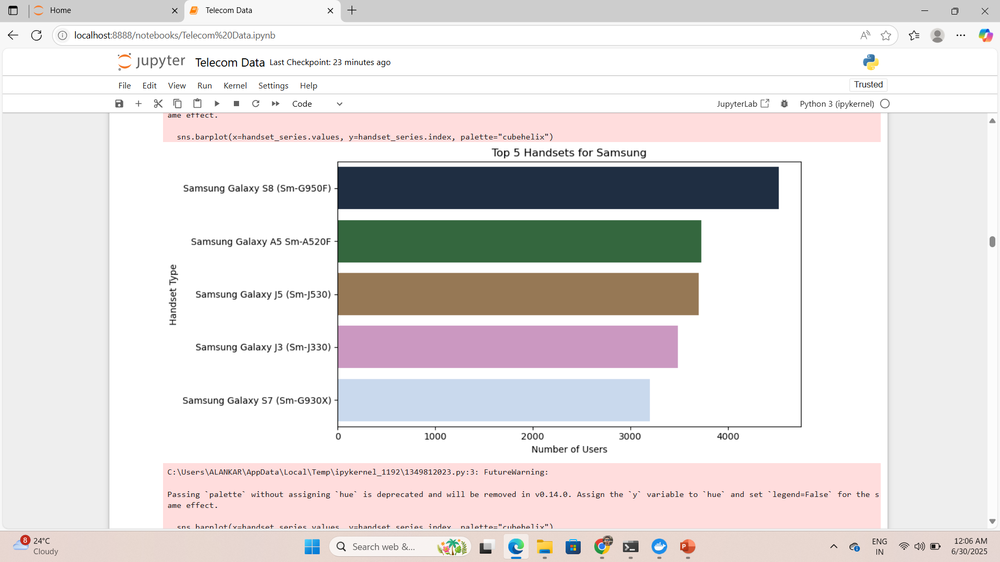 Home
Telecom Data
localhost:8888/notebooks/Telecom%20Data.ipynb
jupyter Telecom Data Last Checkpoint: 23 minutes ago
File Edit View Run Kernel Settings Help
Trusted
Code
JupyterLab
Python 3 (ipykernel)
ame effect.
sns.barplot(x=handset_series.values, y=handset_series.index, palette="cubehelix")
Top 5 Handsets for Samsung
Samsung Galaxy S8 (Sm-G950F)
Samsung Galaxy A5 Sm-A520F
Samsung Galaxy J5 (Sm-J530)
Samsung Galaxy J3 (Sm-J330)
Samsung Galaxy S7 (Sm-G930X)
Handset Type
0 1000 2000 3000 4000
Number of Users
C:\Users\ALANKAR\AppData\Local\Temp\ipykernel_1192\1349812023.py:3: FutureWarning:
Passing `palette` without assigning `hue` is deprecated and will be removed in v0.14.0. Assign the `y` variable to `hue` and set `legend=False` for the s
ame effect.
sns.barplot(x=handset_series.values, y=handset_series.index, palette="cubehelix")
8
24°C
Cloudy
Search web &...
ENG
IN
12:06 AM
6/30/2025